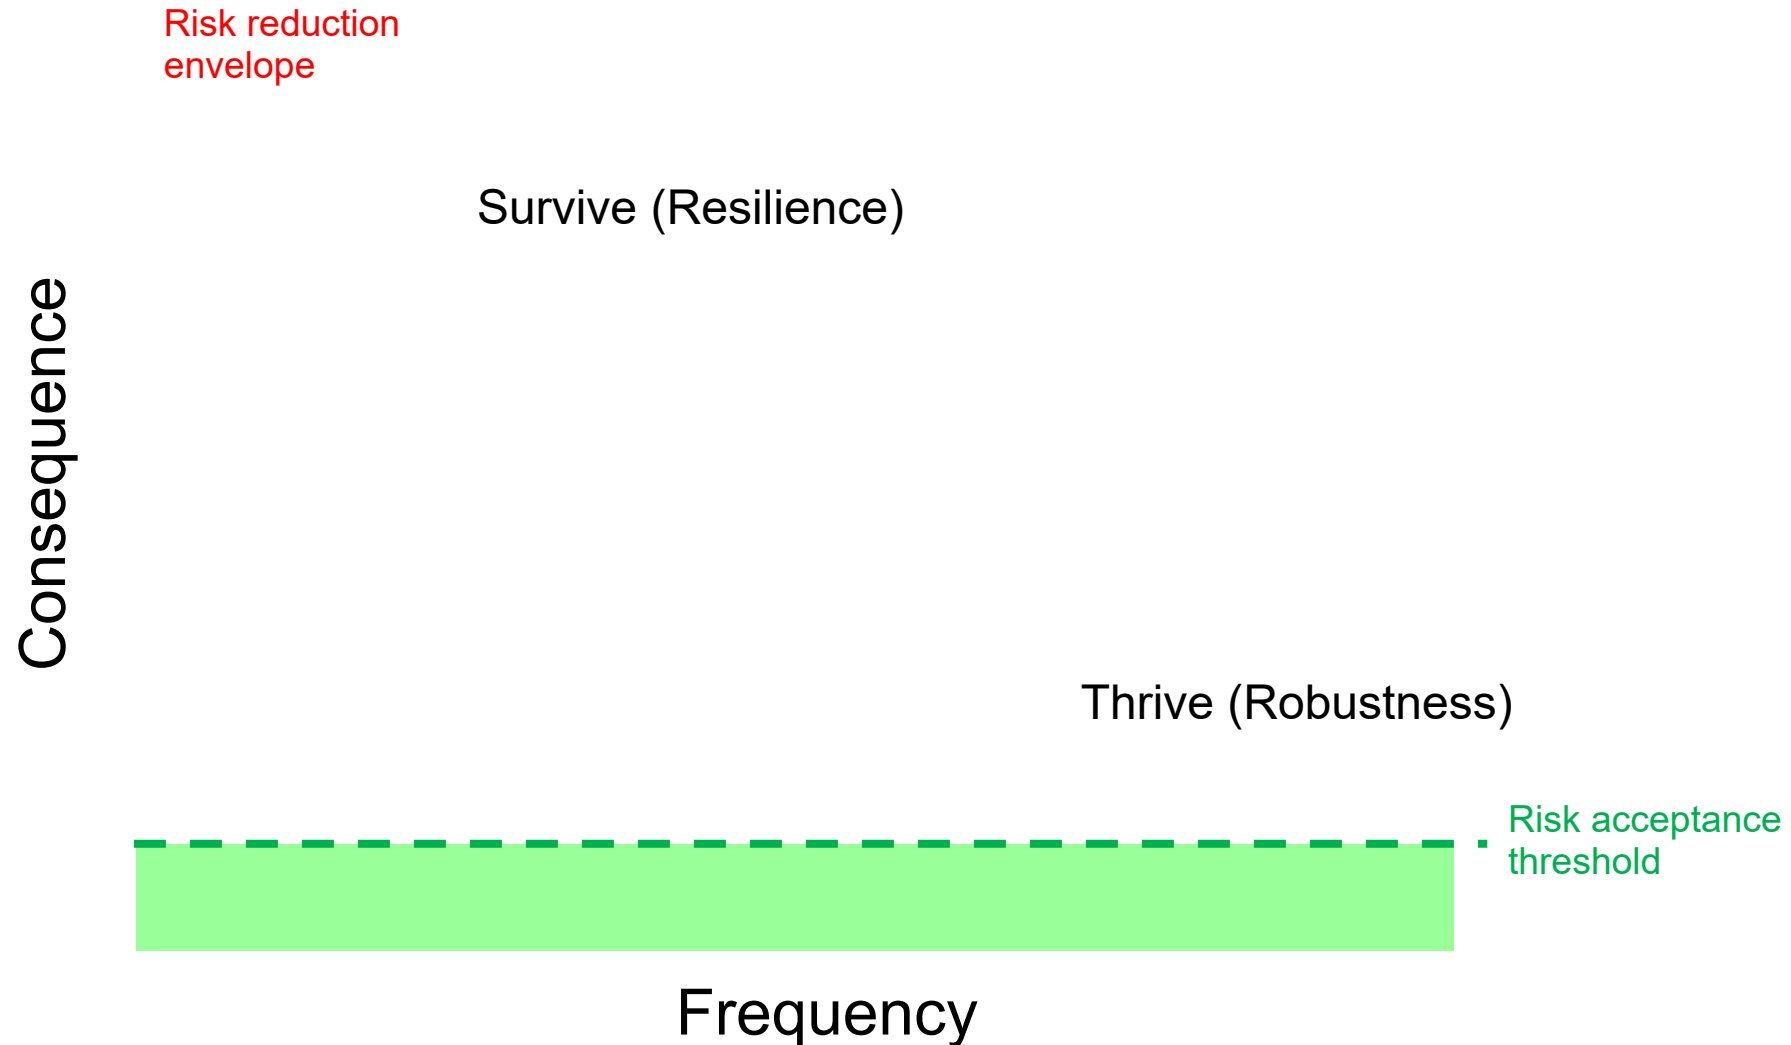 Risk reduction
envelope
Survive (Resilience)
Consequence
Thrive (Robustness)
Risk acceptance
threshold
Frequency